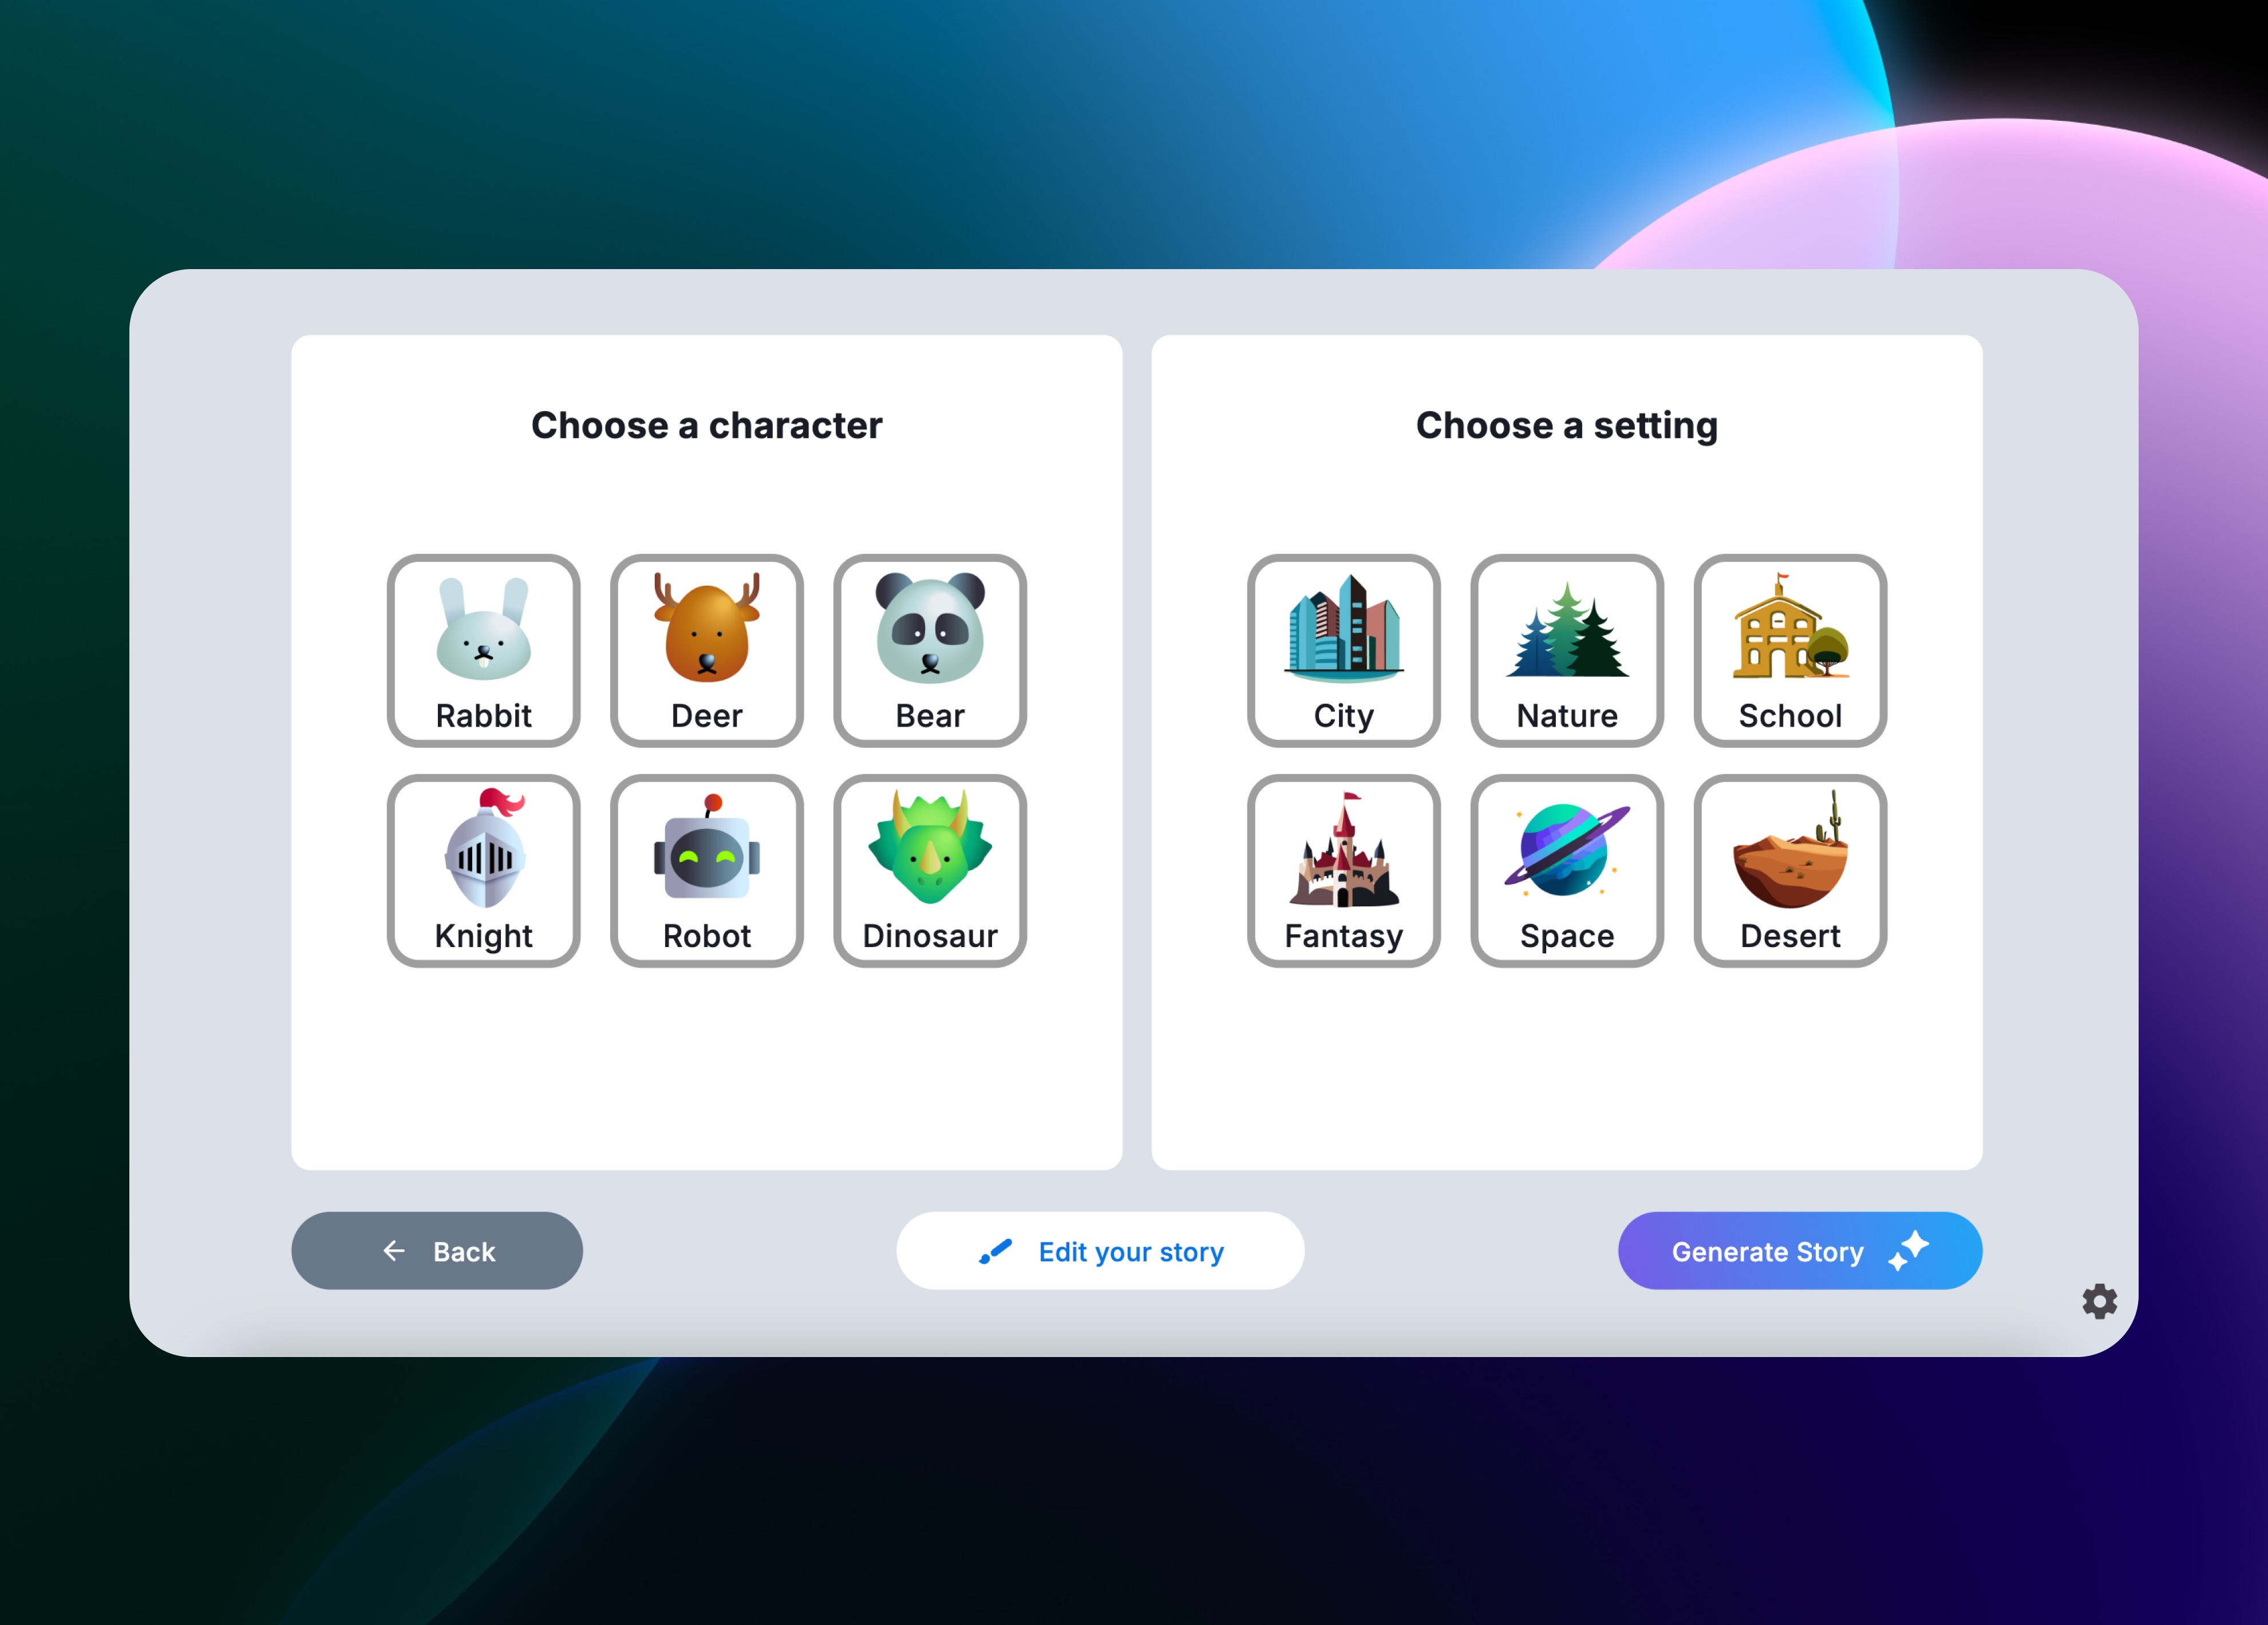 Choose a character
Rabbit
Deer
Bear
Knight
Robot
Dinosaur
Choose a setting
City
Nature
School
Fantasy
Space
Desert
Back
Edit your story
Generate Story